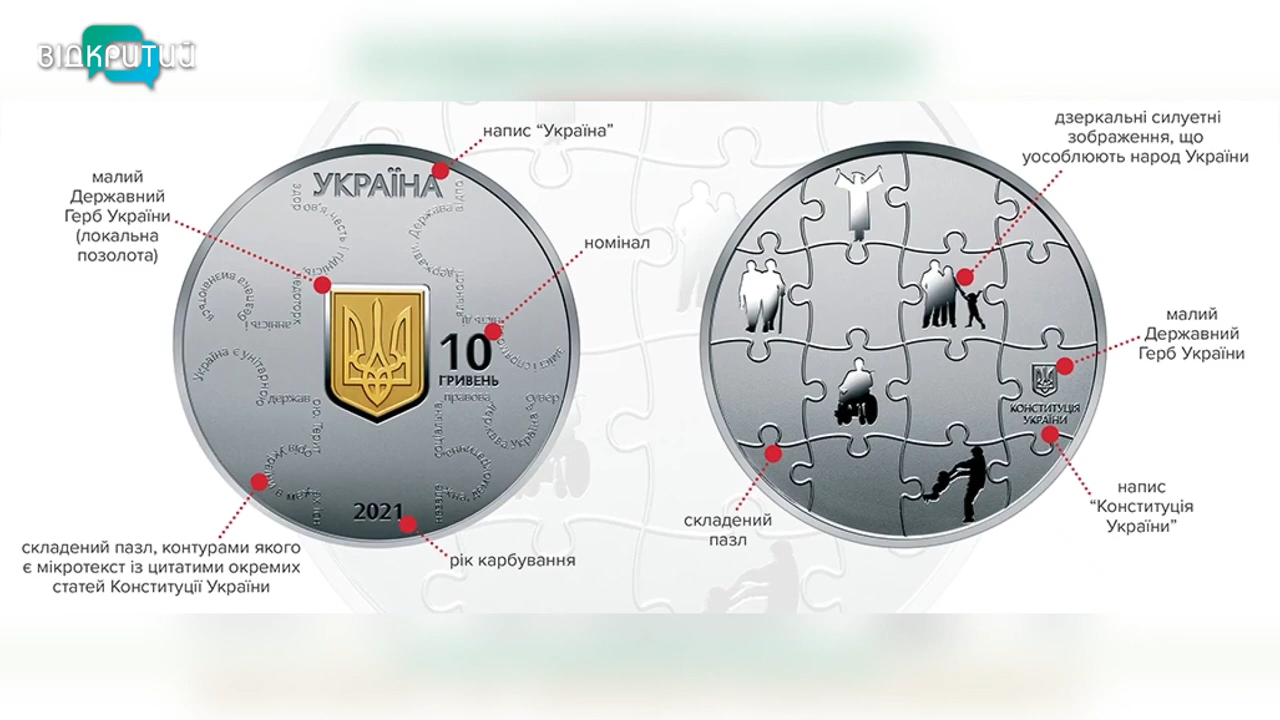 ВІДКРИТИЙ
напис “Україна”
малий
Державний
Герб України
(локальна
позолота)
номінал
УКРАЇНА
10
ГРИВЕНЬ
2021
складений пазл, контурами якого
є мікротекст із цитатими окремих
статей Конституції України
рік карбування
дзеркальні силуетні
зображення, що
уособлюють народ України
малий
Державний
Герб України
КОНСТИТУЦІЯ
УКРАЇНИ
складений
пазл
напис
“Конституція
України”